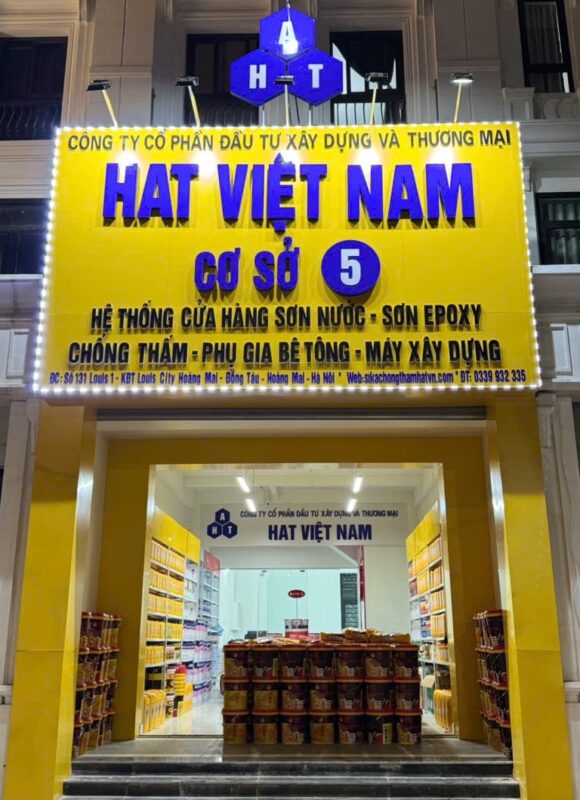 A
H T
CÔNG TY CỔ PHẦN ĐẦU TƯ XÂY DỰNG VÀ THƯƠNG MẠI
HAT VIỆT NAM
CƠ SỞ 5
HỆ THỐNG CỬA HÀNG SƠN NƯỚC - SƠN EPOXY
CHỐNG THẤM - PHỤ GIA BÊ TÔNG - MÁY XÂY DỰNG
ĐC: Số 131 Louis 1 - KĐT Louis City Hoàng Mai - Đồng Tàu - Hoàng Mai - Hà Nội * Web:sikachongthamhatvn.com * ĐT: 0339 932 335
A
H T
CÔNG TY CỔ PHẦN ĐẦU TƯ XÂY DỰNG VÀ THƯƠNG MẠI
HAT VIỆT NAM
KOVA